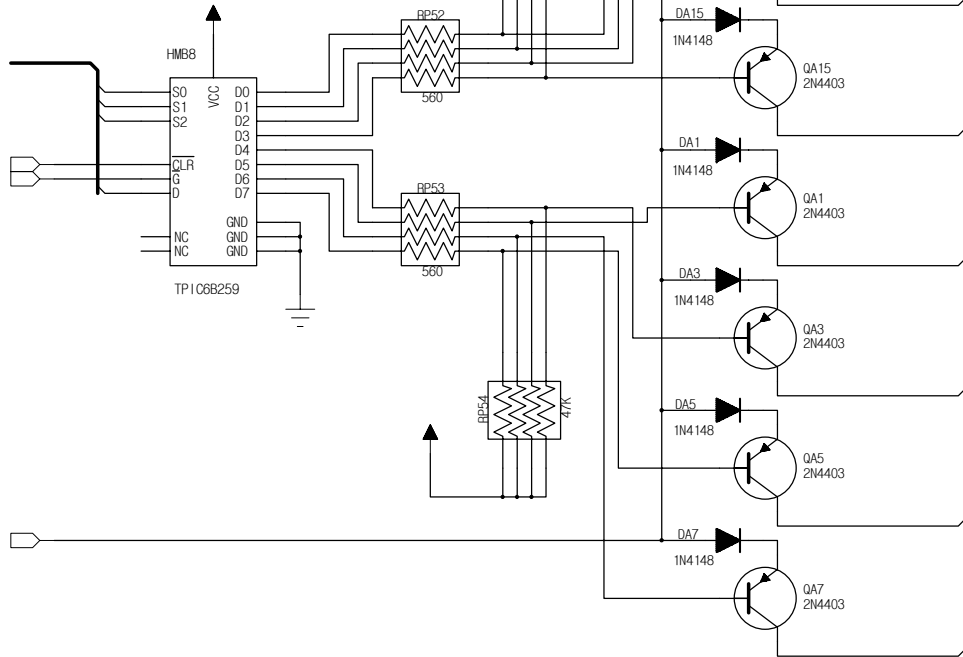 RP52
560
HMB8
VCC
S0
S1
S2
CLR
G
D
NC
NC
D0
D1
D2
D3
D4
D5
D6
D7
GND
GND
GND
TPIC6B259
RP53
560
RP54
47K
DA15
1N4148
QA15
2N4403
DA1
1N4148
QA1
2N4403
DA3
1N4148
QA3
2N4403
DA5
1N4148
QA5
2N4403
DA7
1N4148
QA7
2N4403